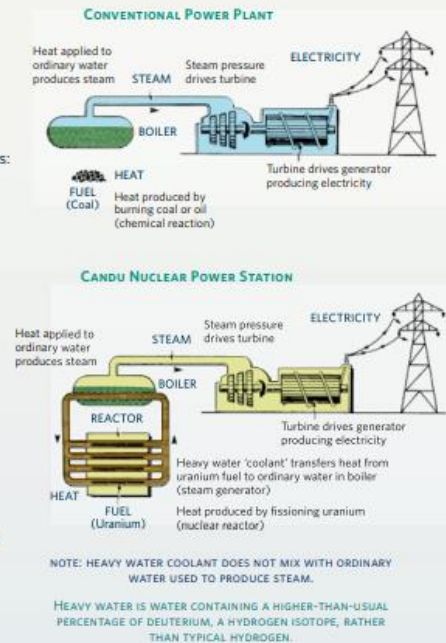 CONVENTIONAL POWER PLANT
Heat applied to
ordinary water
produces steam
STEAM
Steam pressure
drives turbine
ELECTRICITY
BOILER
s:
HEAT
FUEL
(Coal)
Heat produced by
burning coal or oil
(chemical reaction)
Turbine drives generator
producing electricity
CANDU NUCLEAR POWER STATION
Heat applied to
ordinary water
produces steam
STEAM
Steam pressure
drives turbine
ELECTRICITY
BOILER
REACTOR
Turbine drives generator
producing electricity
Heavy water 'coolant' transfers heat from
uranium fuel to ordinary water in boiler
(steam generator)
HEAT
FUEL
(Uranium)
Heat produced by fissioning uranium
(nuclear reactor)
NOTE: HEAVY WATER COOLANT DOES NOT MIX WITH ORDINARY
WATER USED TO PRODUCE STEAM.
HEAVY WATER IS WATER CONTAINING A HIGHER-THAN-USUAL
PERCENTAGE OF DEUTERIUM, A HYDROGEN ISOTOPE, RATHER
THAN TYPICAL HYDROGEN.